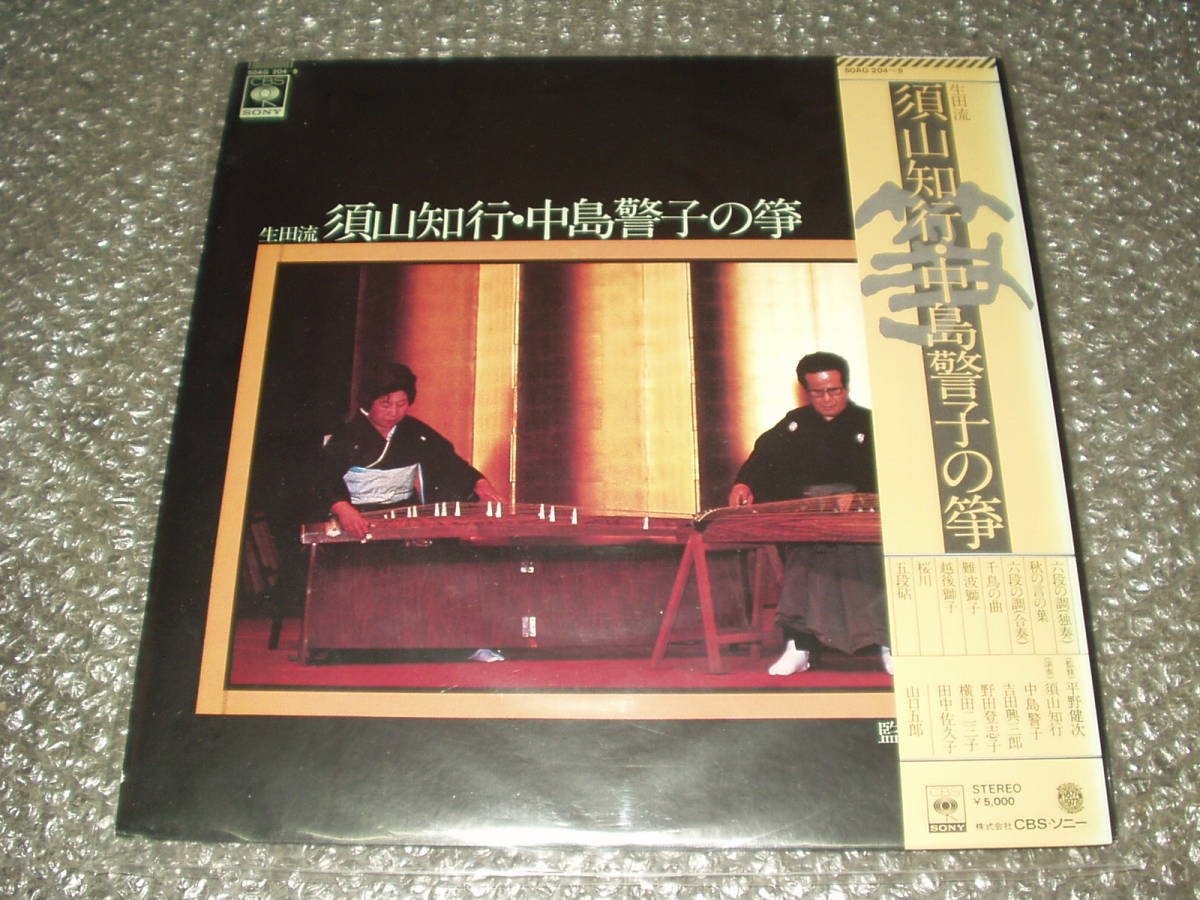 SOAG 204 5
CBS
SONY
生田流 須山知行・中島警子の箏
SOAG 204~5
生田流
須山知行・中島警子の箏
箏
六段の調(独奏)
秋の言の葉
六段の調(合奏)
千鳥の曲
難波獅子
越後獅子
桜川
五段砧
(監修) 平野健次
(演奏) 須山知行
中島警子
吉田興三郎
野田登志子
横田二三子
田中佐久子
山口五郎
監
CBS
SONY
STEREO
¥5,000
1877
1977
株式会社 CBS・ソニー